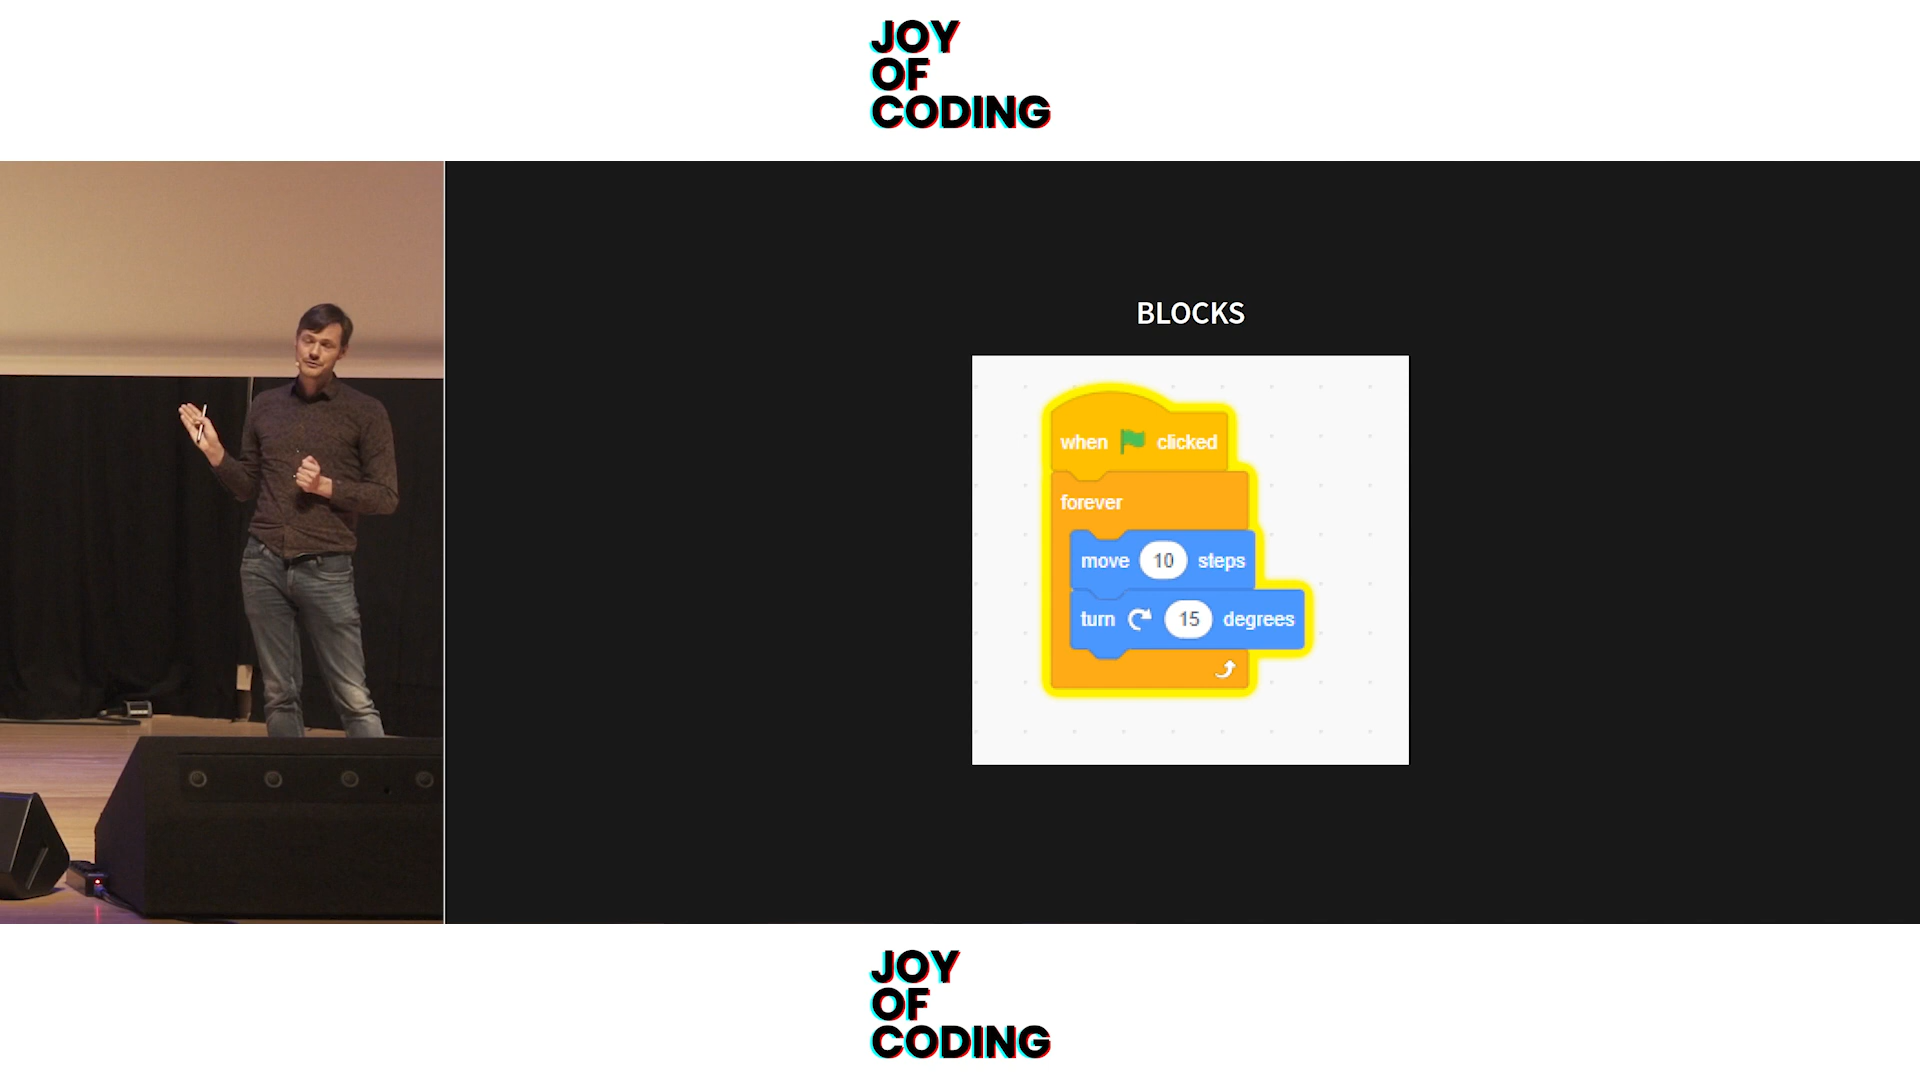 JOY
OF
CODING
BLOCKS
when clicked
forever
move 10 steps
turn 15 degrees
JOY
OF
CODING